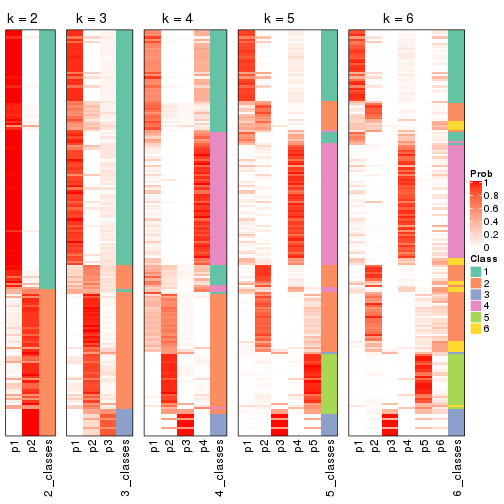 k = 2
k = 3
k = 4
k = 5
k = 6
p1
p2
2_classes
p1
p2
p3
3_classes
p1
p2
p3
p4
4_classes
p1
p2
p3
p4
p5
5_classes
p1
p2
p3
p4
p5
p6
6_classes
Prob
1
0.8
0.6
0.4
0.2
0
Class
1
2
3
4
5
6